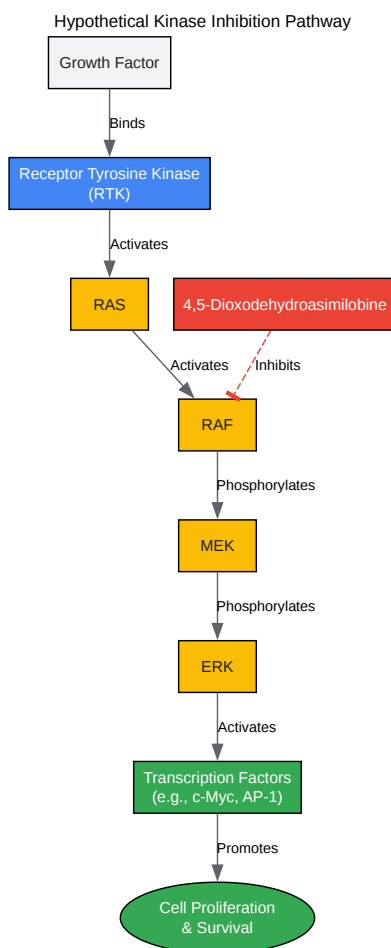 Hypothetical Kinase Inhibition Pathway
Growth Factor
Binds
Receptor Tyrosine Kinase
(RTK)
Activates
RAS
4,5-Dioxodehydroasimilobine
Activates
Inhibits
RAF
Phosphorylates
MEK
Phosphorylates
ERK
Activates
Transcription Factors
(e.g., c-Myc, AP-1)
Promotes
Cell Proliferation
& Survival